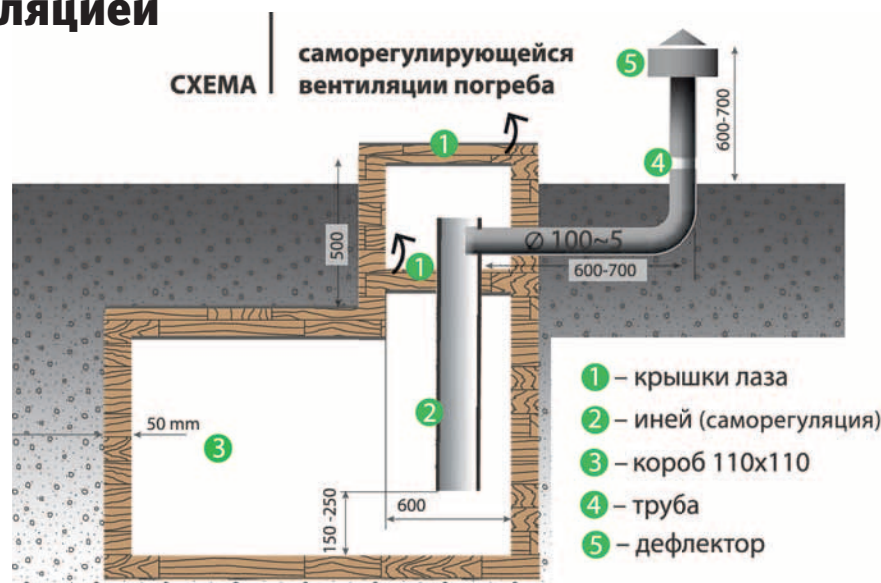 ляцией
СХЕМА
саморегулирующейся
вентиляции погреба
5
600-700
1
4
500
1
Ø 100~5
600-700
2
50 mm
3
150 -250
600
1 – крышки лаза
2 – иней (саморегуляция)
3 – короб 110х110
4 – труба
5 – дефлектор